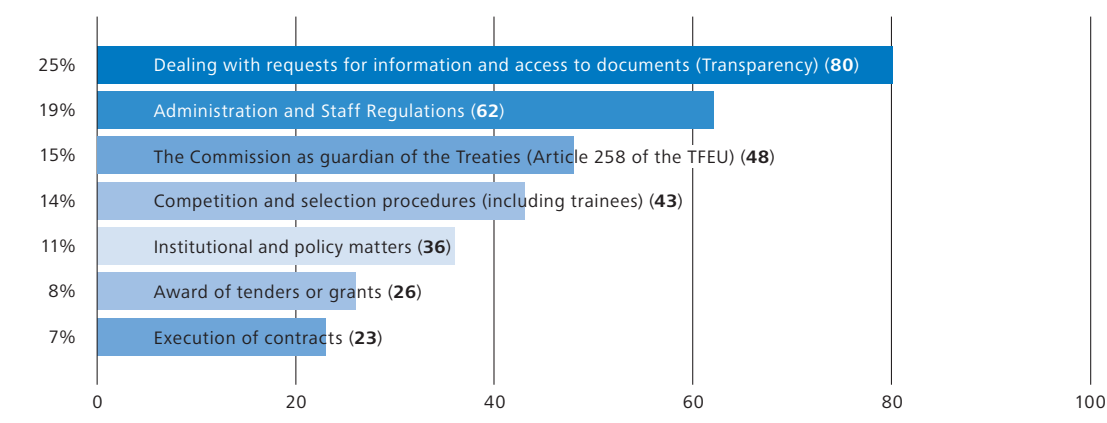 25% Dealing with requests for information and access to documents (Transparency) (80)
19% Administration and Staff Regulations (62)
15% The Commission as guardian of the Treaties (Article 258 of the TFEU) (48)
14% Competition and selection procedures (including trainees) (43)
11% Institutional and policy matters (36)
8% Award of tenders or grants (26)
7% Execution of contracts (23)
0 20 40 60 80 100